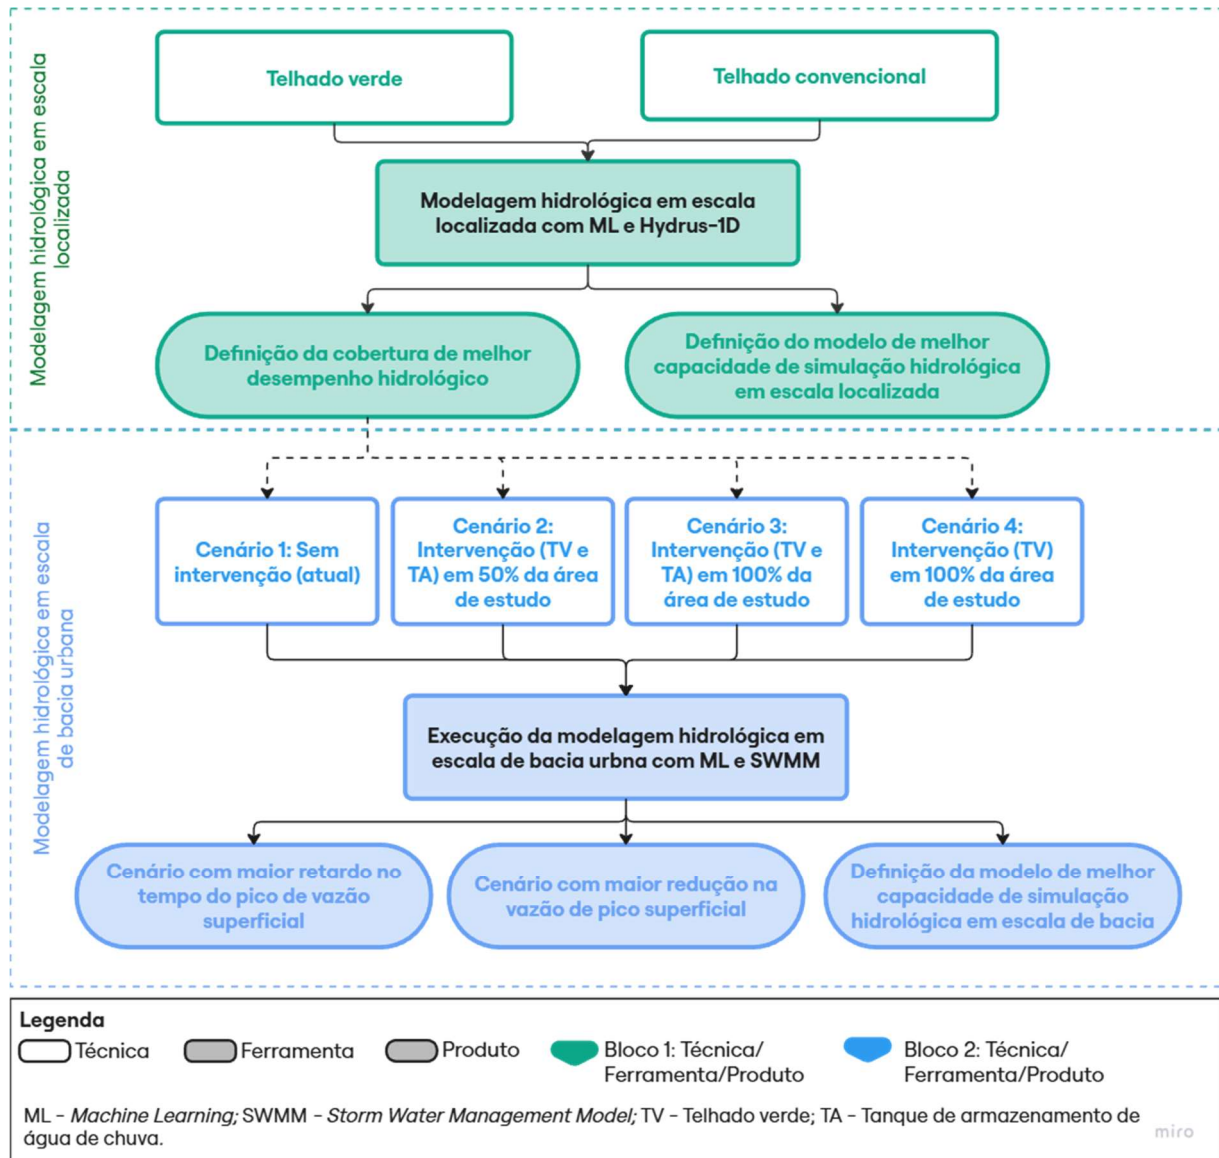 Modelagem hidrológica em escala
localizada
Telhado verde
Telhado convencional
Modelagem hidrológica em escala
localizada com ML e Hydrus-1D
Definição da cobertura de melhor
desempenho hidrológico
Definição do modelo de melhor
capacidade de simulação hidrológica
em escala localizada
Modelagem hidrológica em escala
de bacia urbana
Cenário 1: Sem
intervenção (atual)
Cenário 2:
Intervenção (TV e
TA) em 50% da área
de estudo
Cenário 3:
Intervenção (TV e
TA) em 100% da
área de estudo
Cenário 4:
Intervenção (TV)
em 100% da área
de estudo
Execução da modelagem hidrológica em
escala de bacia urbna com ML e SWMM
Cenário com maior retardo no
tempo do pico de vazão
superficial
Cenário com maior redução na
vazão de pico superficial
Definição da modelo de melhor
capacidade de simulação
hidrológica em escala de bacia
Legenda
Técnica
Ferramenta
Produto
Bloco 1: Técnica/
Ferramenta/Produto
Bloco 2: Técnica/
Ferramenta/Produto
ML - Machine Learning; SWMM - Storm Water Management Model; TV - Telhado verde; TA - Tanque de armazenamento de
água de chuva.
miro